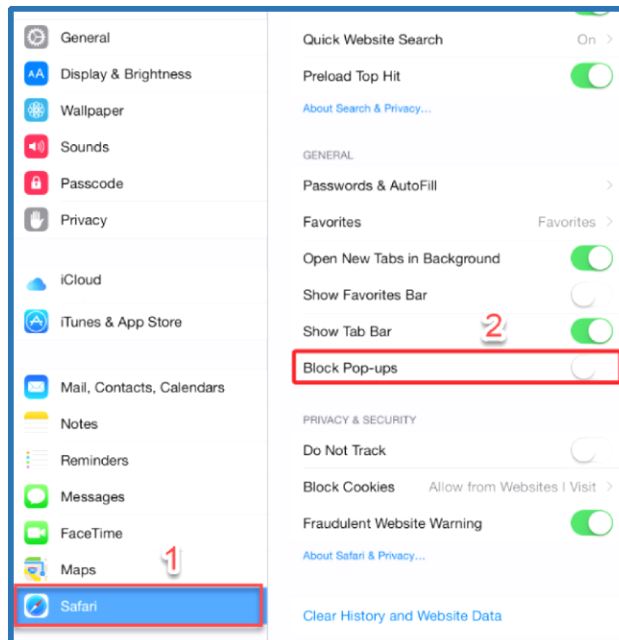 General
Display & Brightness
Wallpaper
Sounds
Passcode
Privacy
iCloud
iTunes & App Store
Mail, Contacts, Calendars
Notes
Reminders
Messages
FaceTime
1
Maps
Safari
Quick Website Search On
Preload Top Hit
About Search & Privacy...
GENERAL
Passwords & AutoFill
Favorites Favorites
Open New Tabs in Background
Show Favorites Bar
2
Show Tab Bar
Block Pop-ups
PRIVACY & SECURITY
Do Not Track
Block Cookies Allow from Websites I Visit
Fraudulent Website Warning
About Safari & Privacy...
Clear History and Website Data